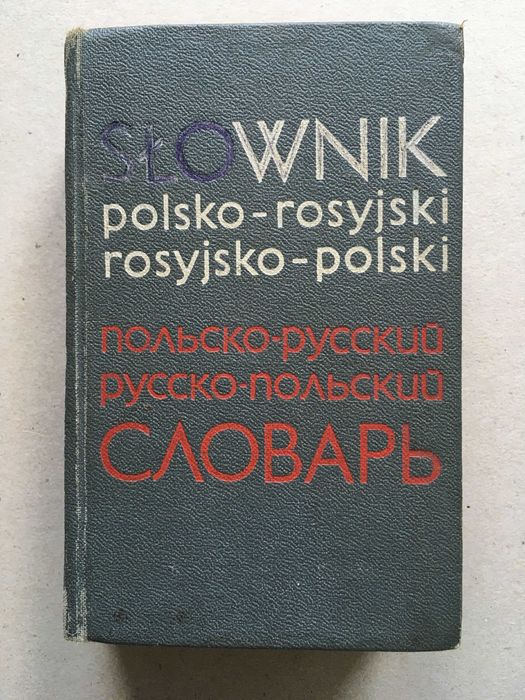 SŁOWNIK
polsko-rosyjski
rosyjsko-polski
польско-русский
русско-польский
СЛОВАРЬ